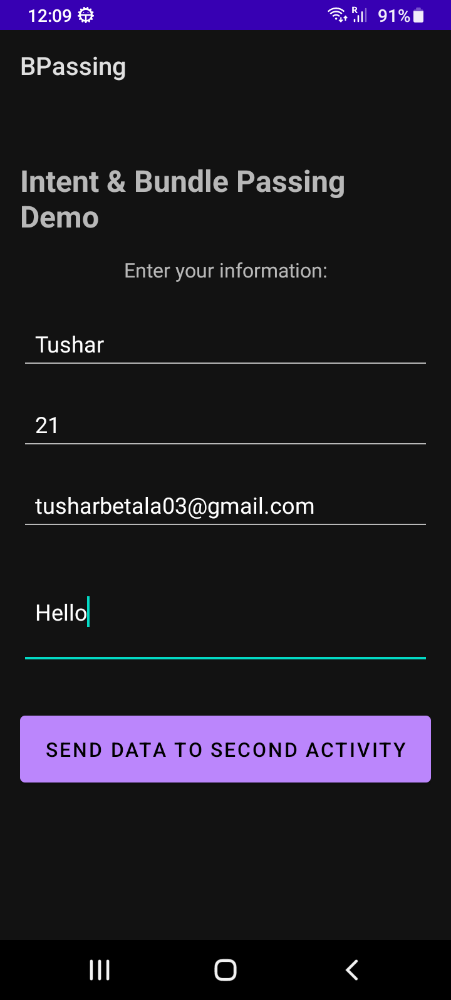 12:09 R 91%
BPassing
Intent & Bundle Passing
Demo
Enter your information:
Tushar
21
tusharbetala03@gmail.com
Hello
SEND DATA TO SECOND ACTIVITY